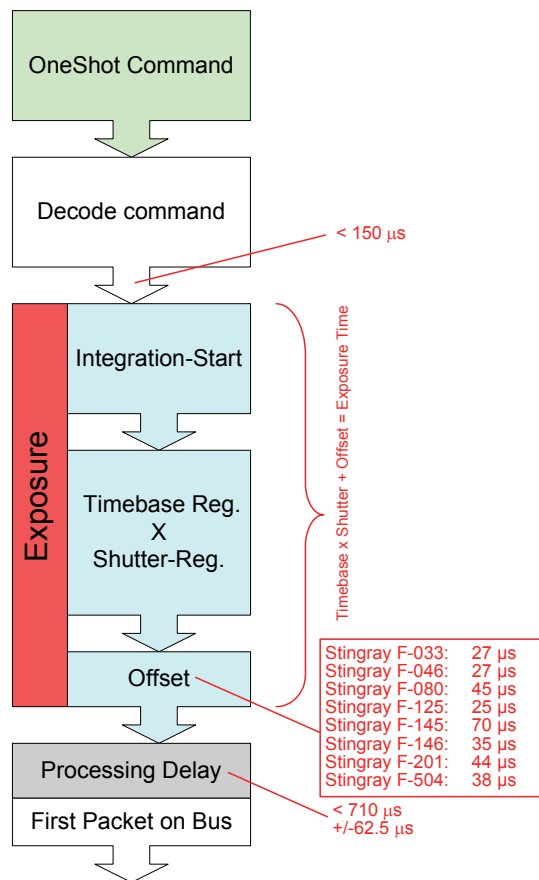 OneShot Command
Decode command
< 150 µs
Exposure
Integration-Start
Timebase Reg.
X
Shutter-Reg.
Timebase x Shutter + Offset = Exposure Time
Offset
Stingray F-033: 27 µs
Stingray F-046: 27 µs
Stingray F-080: 45 µs
Stingray F-125: 25 µs
Stingray F-145: 70 µs
Stingray F-146: 35 µs
Stingray F-201: 44 µs
Stingray F-504: 38 µs
Processing Delay
< 710 µs
+/-62.5 µs
First Packet on Bus